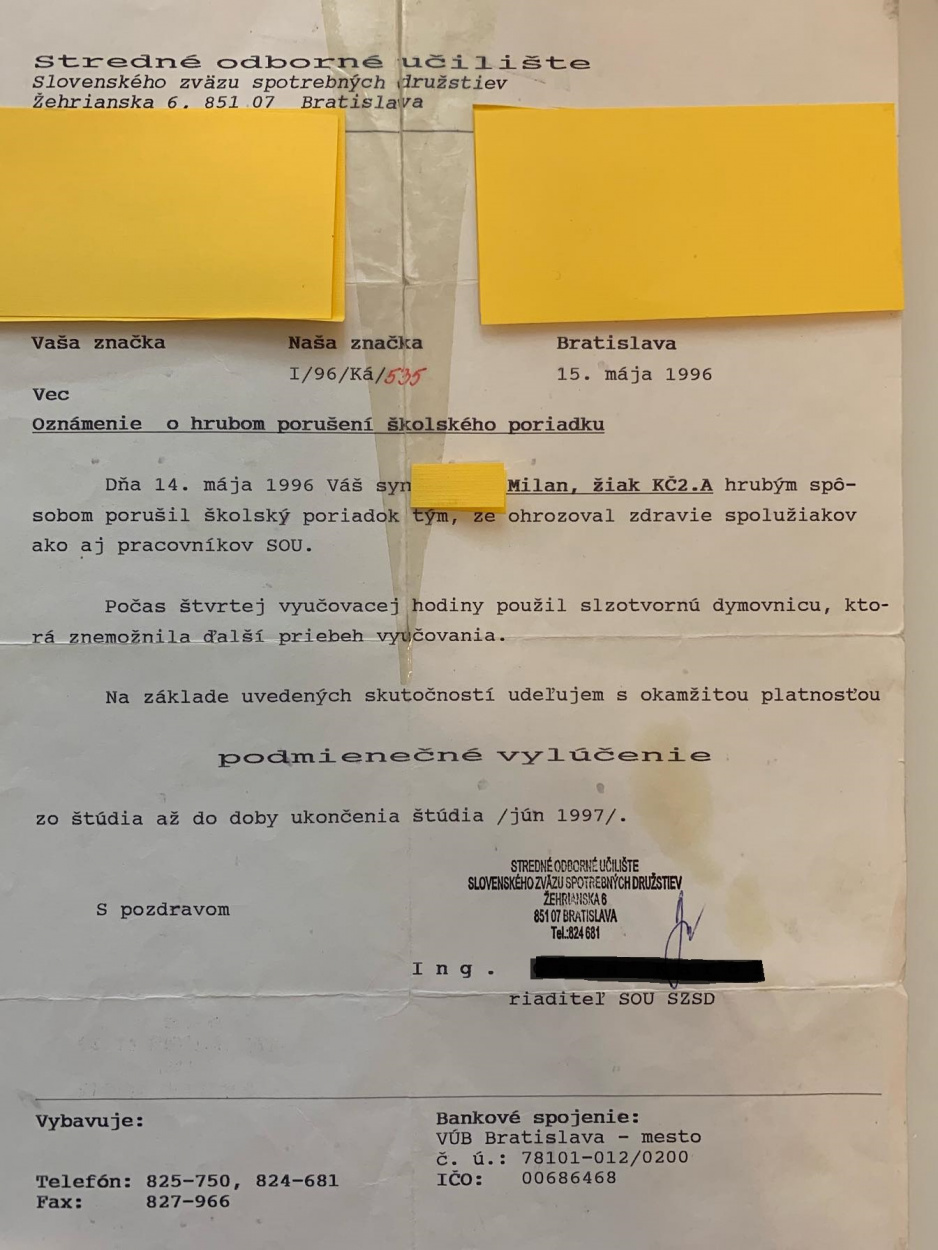 Stredné odborné učilište
Slovenského zväzu spotrebných družstiev
Žehrianska 6. 851 07 Bratislava
Vaša značka Naša značka Bratislava
I/96/Ká/535 15. mája 1996
Vec
Oznámenie o hrubom porušení školského poriadku
Dňa 14. mája 1996 Váš syn Milan, žiak KČ2.A hrubým spô-
sobom porušil školský poriadok tým, že ohrozoval zdravie spolužiakov
ako aj pracovníkov SOU.
Počas štvrtej vyučovacej hodiny použil slzotvornú dymovnicu, kto-
rá znemožnila ďalší priebeh vyučovania.
Na základe uvedených skutočností udeľujem s okamžitou platnosťou
podmienečné vylúčenie
zo štúdia až do doby ukončenia štúdia /jún 1997/.
STREDNÉ ODBORNÉ UČILIŠTE
SLOVENSKÉHO ZVÄZU SPOTREBNÝCH DRUŽSTIEV
ŽEHRIANSKA 6
851 07 BRATISLAVA
Tel.:824 681
S pozdravom
Ing.
riaditeľ SOU SZSD
Vybavuje:
Telefón: 825-750, 824-681
Fax: 827-966
Bankové spojenie:
VÚB Bratislava - mesto
č. ú.: 78101-012/0200
IČO: 00686468